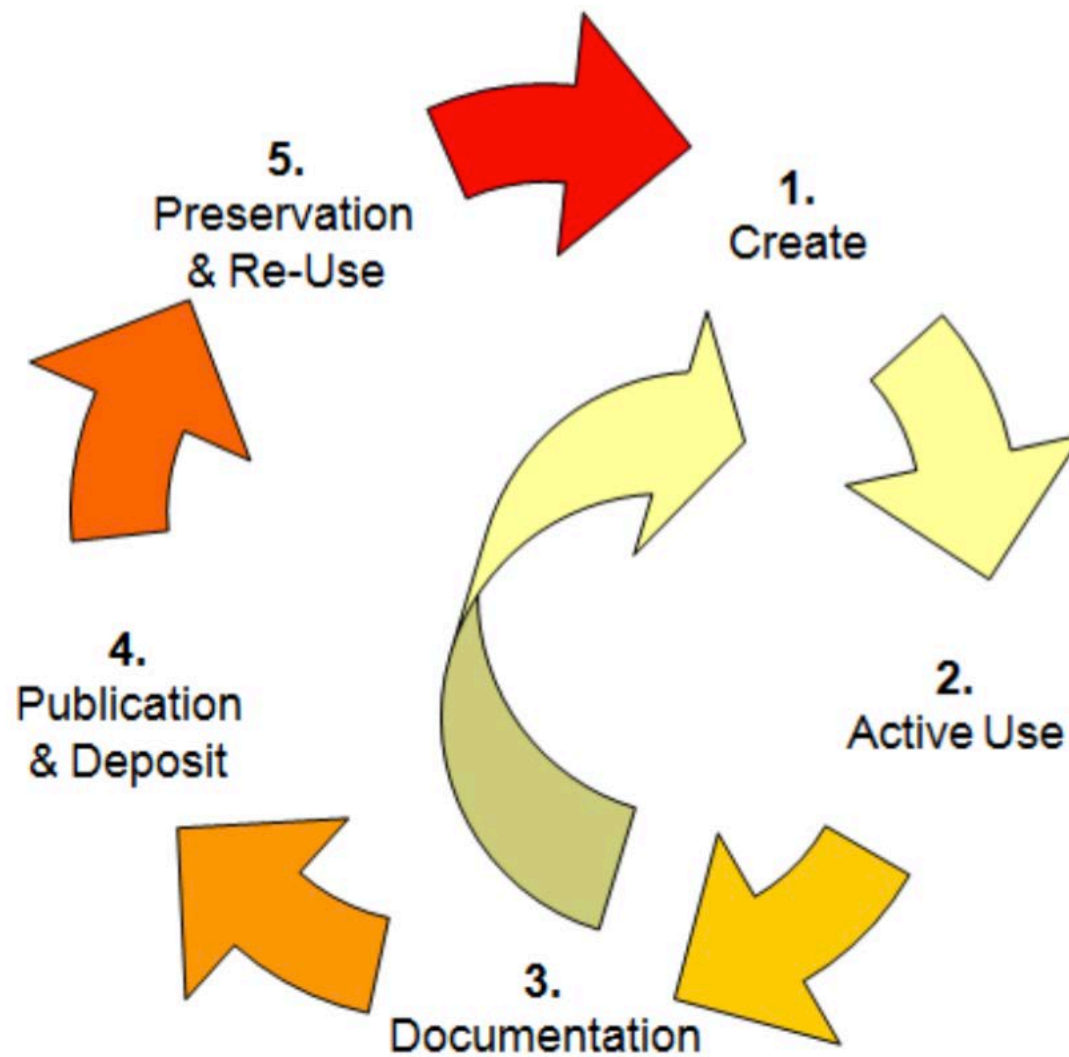 1.
Create
2.
Active Use
3.
Documentation
4.
Publication
& Deposit
5.
Preservation
& Re-Use